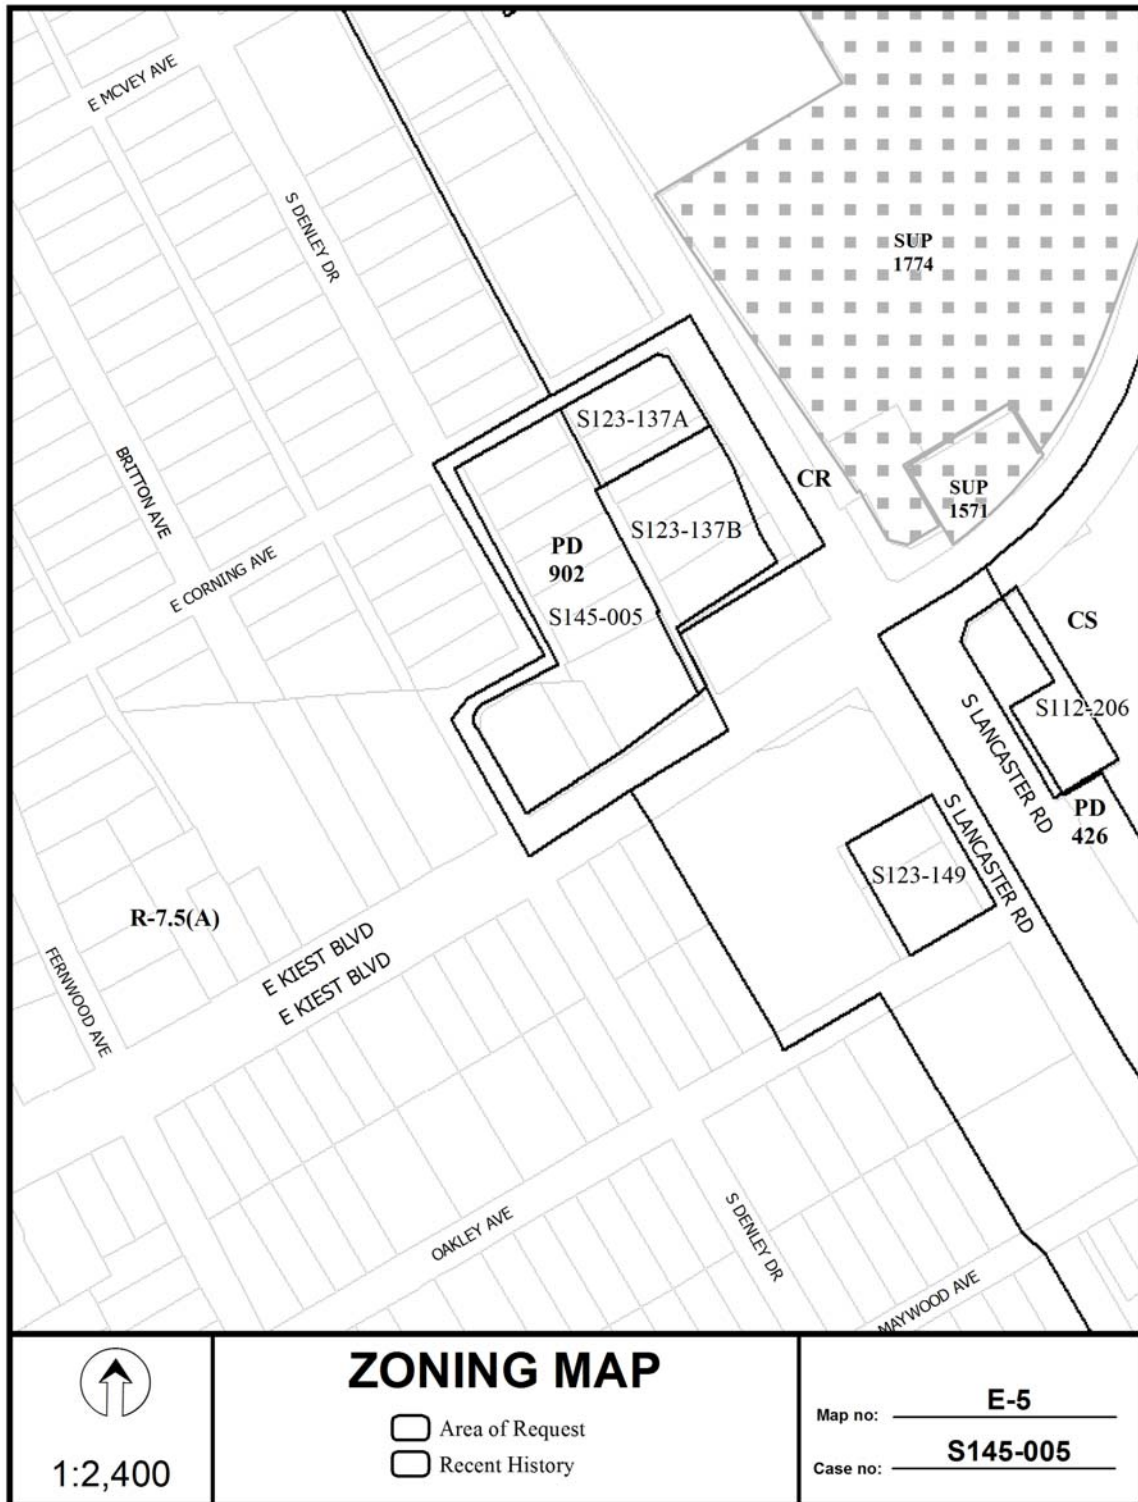 E MCVEY AVE
S DENLEY DR
SUP
1774
S123-137A
BRITTON AVE
CR
SUP
1571
S123-137B
PD
902
E CORNING AVE
S145-005
CS
S LANCASTER RD
S112-206
S LANCASTER RD
PD
426
S123-149
R-7.5(A)
E KIEST BLVD
E KIEST BLVD
FERNWOOD AVE
S DENLEY DR
OAKLEY AVE
MAYWOOD AVE
1:2,400
ZONING MAP
Area of Request
Recent History
Map no: E-5
Case no: S145-005